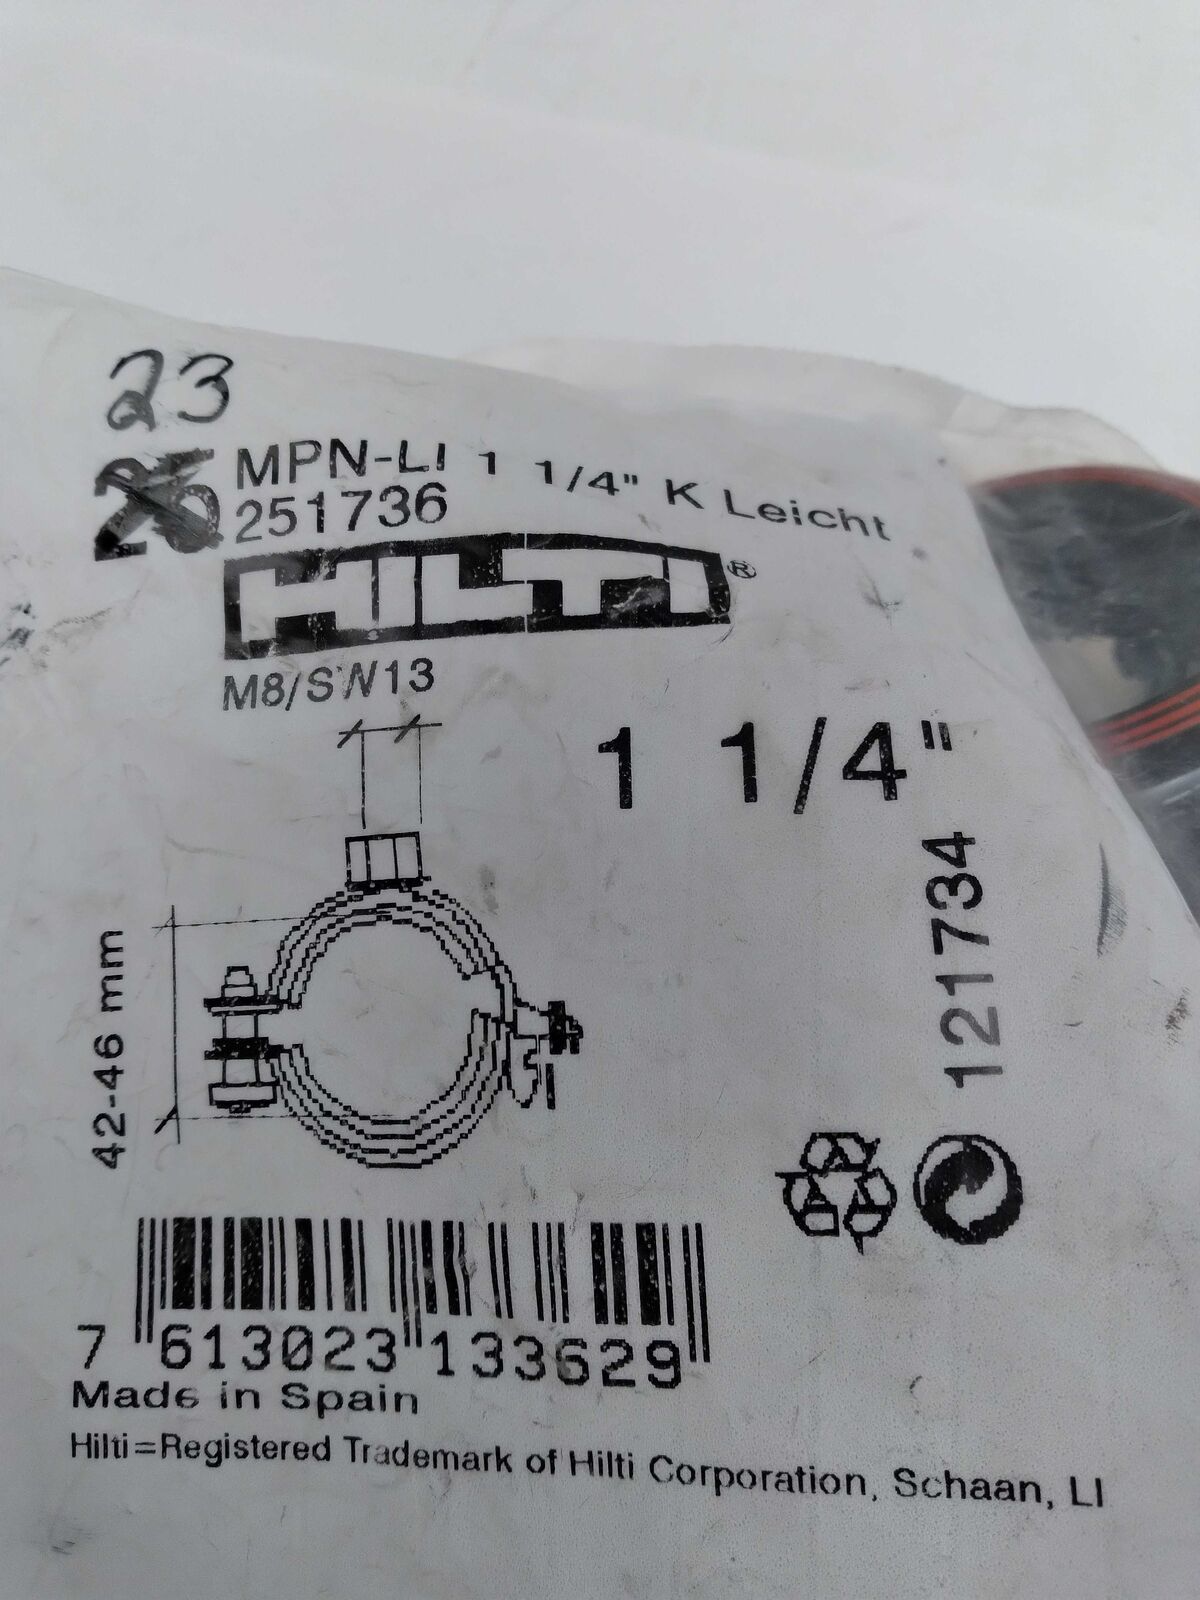 23
25 MPN-LI 1 1/4" K Leicht
251736
HILTI®
M8/SW13
1 1/4"
42-46 mm
121734
7 613023 133629
Made in Spain
Hilti=Registered Trademark of Hilti Corporation, Schaan, LI